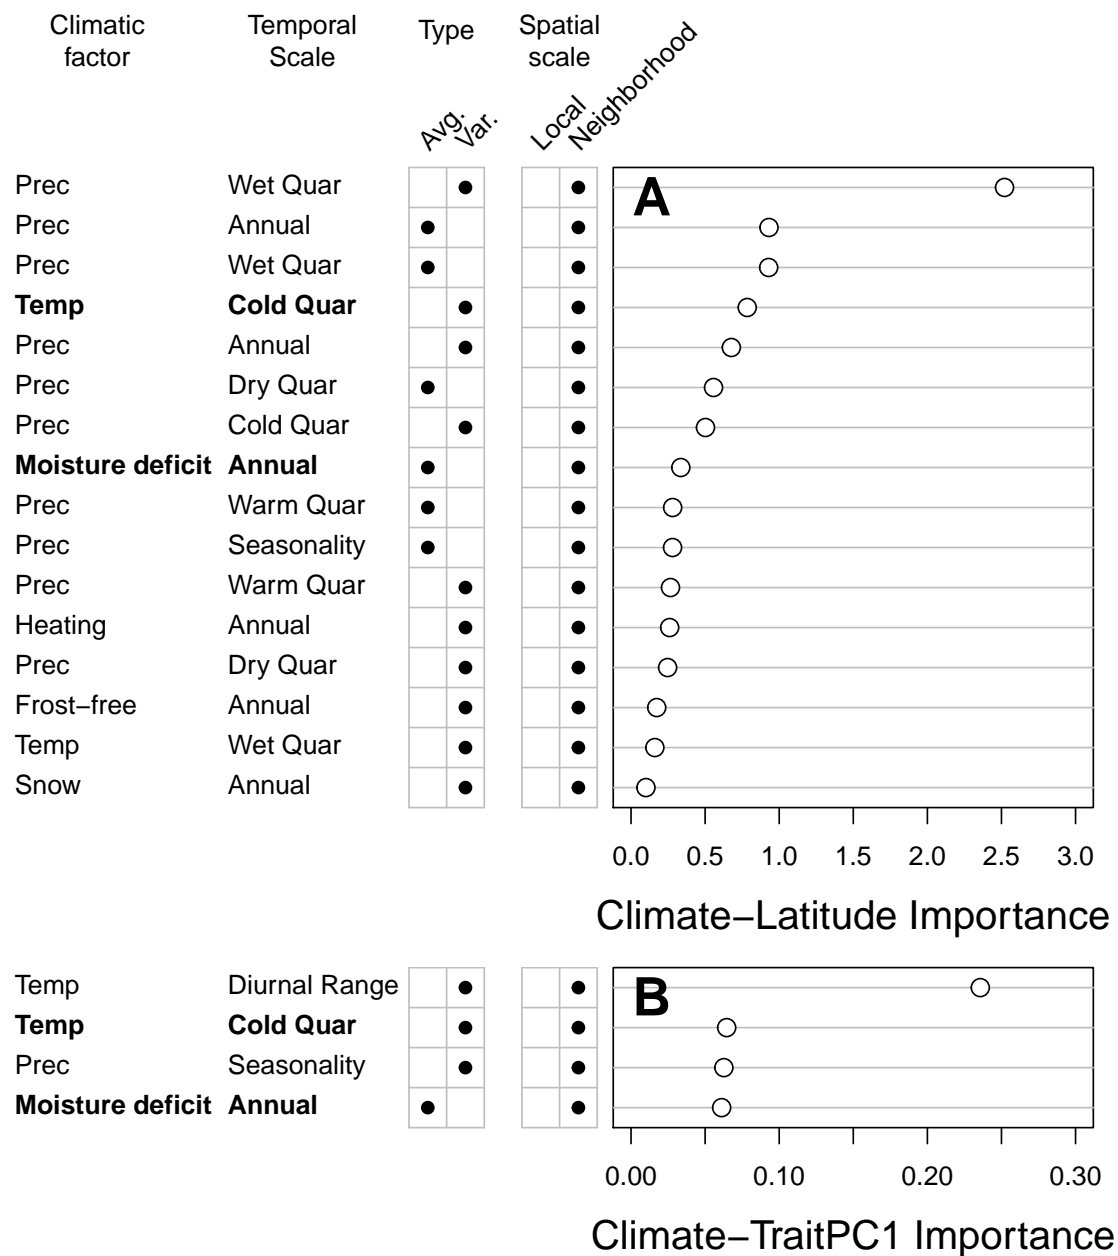 Climatic factor
Temporal Scale
Type
Spatial scale
Avg.
Var.
Local
Neighborhood
A
Prec Wet Quar
Prec Annual
Prec Wet Quar
Temp Cold Quar
Prec Annual
Prec Dry Quar
Prec Cold Quar
Moisture deficit Annual
Prec Warm Quar
Prec Seasonality
Prec Warm Quar
Heating Annual
Prec Dry Quar
Frost−free Annual
Temp Wet Quar
Snow Annual
0.0 0.5 1.0 1.5 2.0 2.5 3.0
Climate−Latitude Importance
B
Temp Diurnal Range
Temp Cold Quar
Prec Seasonality
Moisture deficit Annual
0.00 0.10 0.20 0.30
Climate−TraitPC1 Importance